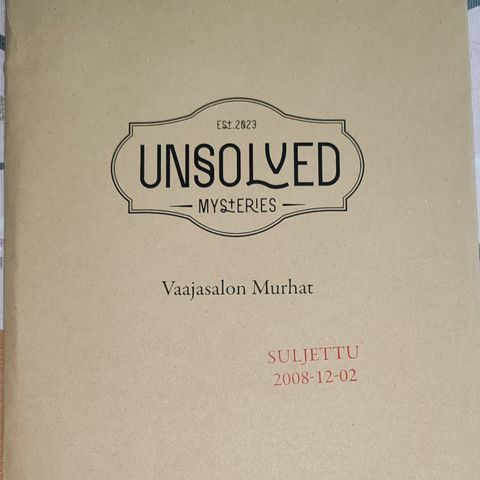 Est.2023
UNSOLVED
MYStERIES
Vaajasalon Murhat
SULJETTU
2008-12-02